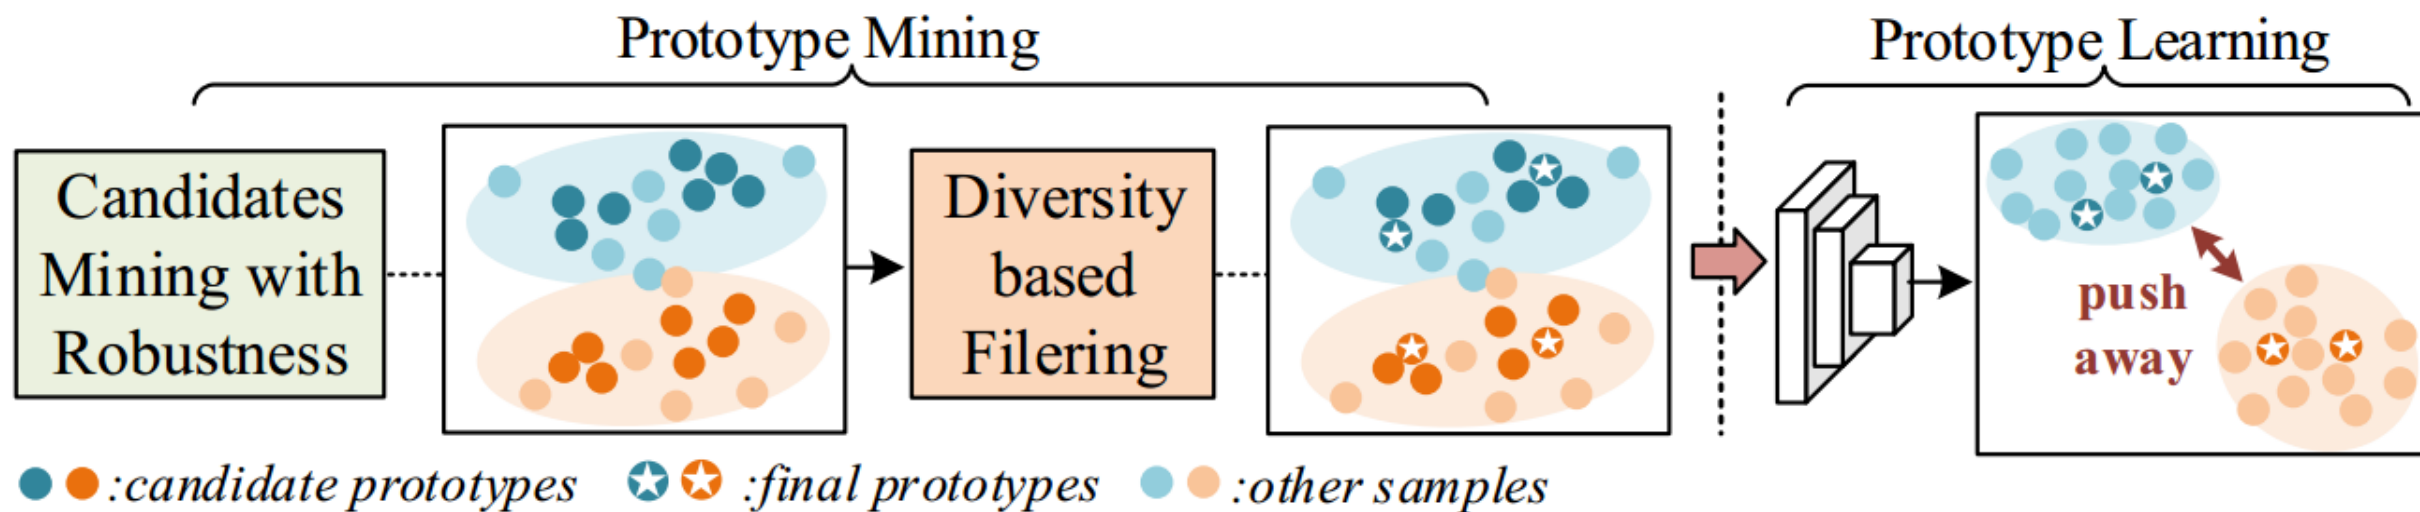 Prototype Mining
Prototype Learning
Candidates
Mining with
Robustness
Diversity
based
Filering
push
away
:candidate prototypes
:final prototypes
:other samples